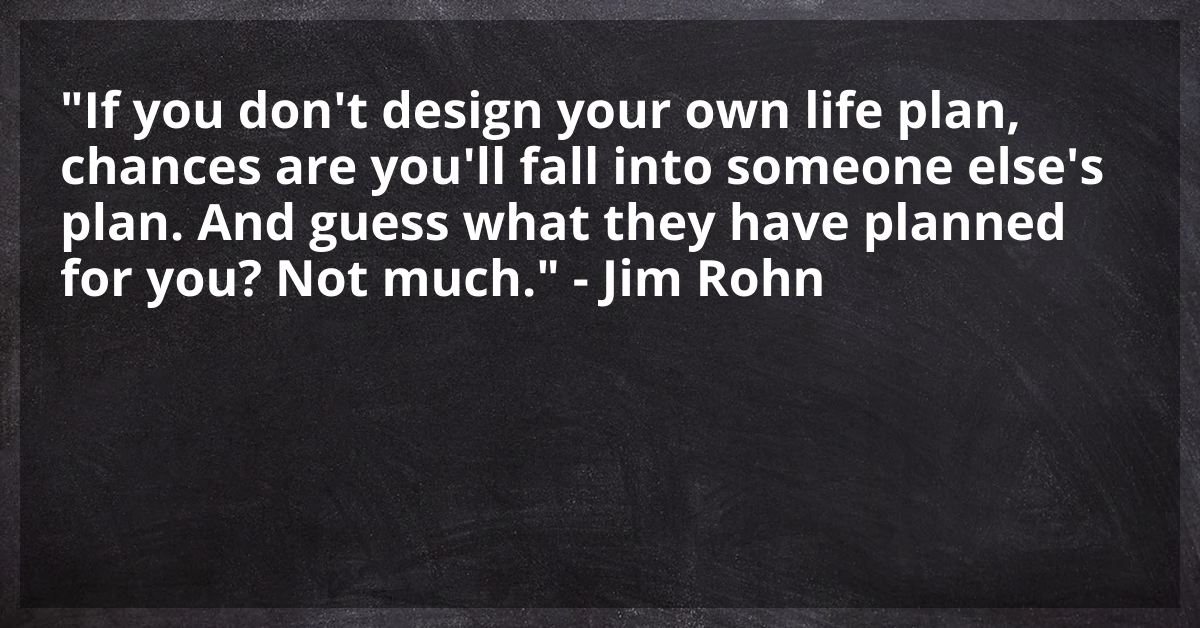 "If you don't design your own life plan,
chances are you'll fall into someone else's
plan. And guess what they have planned
for you? Not much." - Jim Rohn